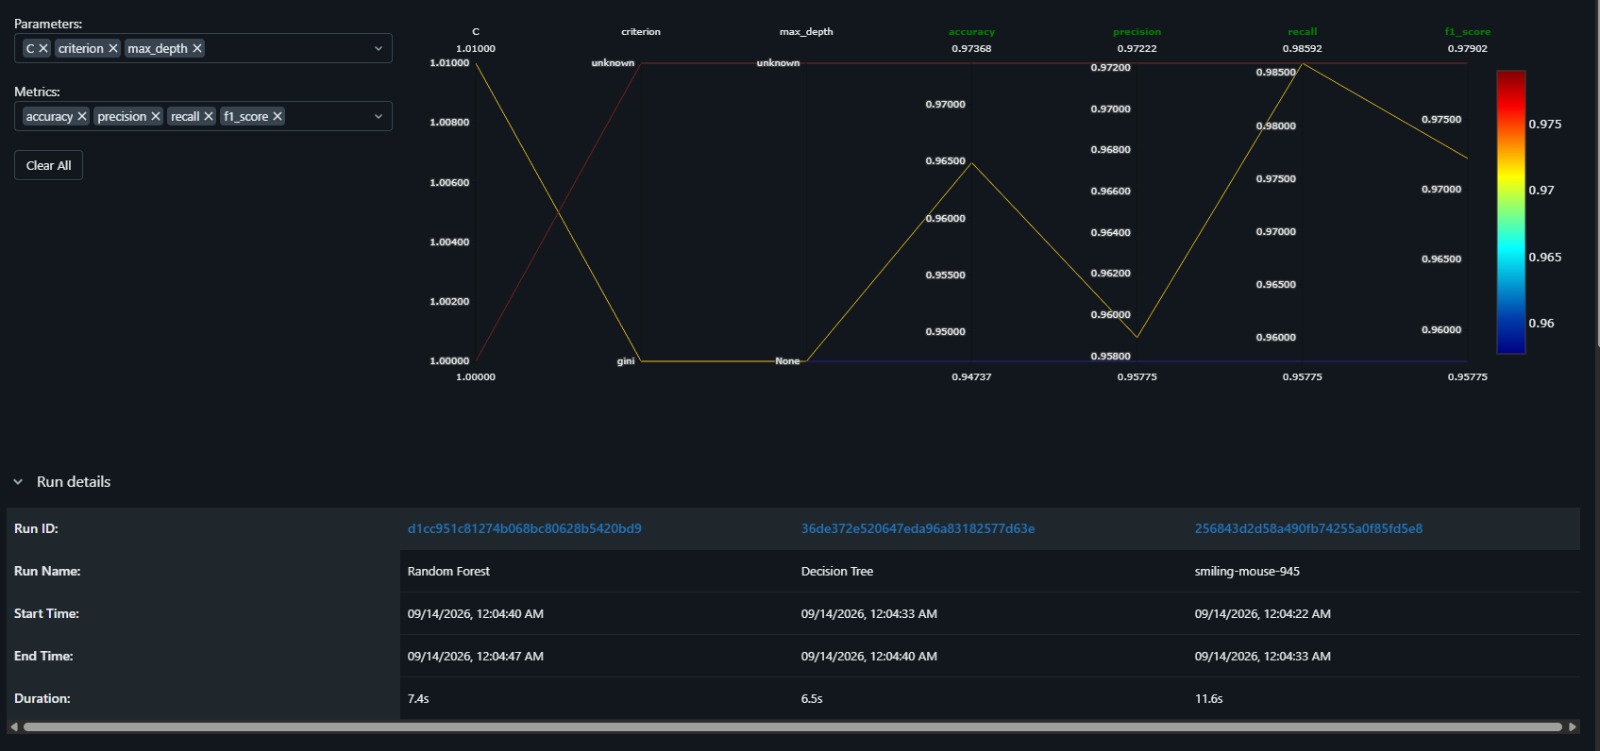 Parameters:
C × criterion × max_depth ×
Metrics:
accuracy × precision × recall × f1_score ×
Clear All
C criterion max_depth accuracy precision recall f1_score
1.01000 0.97368 0.97222 0.98592 0.97902
1.01000
1.00800
1.00600
1.00400
1.00200
1.00000
1.00000
unknown
gini
unknown
None
0.97000
0.96500
0.96000
0.95500
0.95000
0.94737
0.97200
0.97000
0.96800
0.96600
0.96400
0.96200
0.96000
0.95800
0.95775
0.98500
0.98000
0.97500
0.97000
0.96500
0.96000
0.95775
0.97500
0.97000
0.96500
0.96000
0.95775
0.975
0.97
0.965
0.96
Run details
Run ID: d1cc951c81274b068bc80628b5420bd9 36de372e520647eda96a83182577d63e 256843d2d58a490fb74255a0f85fd5e8
Run Name: Random Forest Decision Tree smiling-mouse-945
Start Time: 09/14/2026, 12:04:40 AM 09/14/2026, 12:04:33 AM 09/14/2026, 12:04:22 AM
End Time: 09/14/2026, 12:04:47 AM 09/14/2026, 12:04:40 AM 09/14/2026, 12:04:33 AM
Duration: 7.4s 6.5s 11.6s